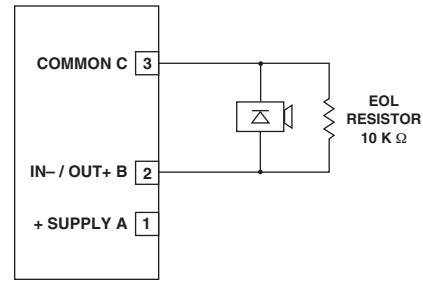 COMMON C 3
EOL
RESISTOR
10 K Ω
IN– / OUT+ B 2
+ SUPPLY A 1